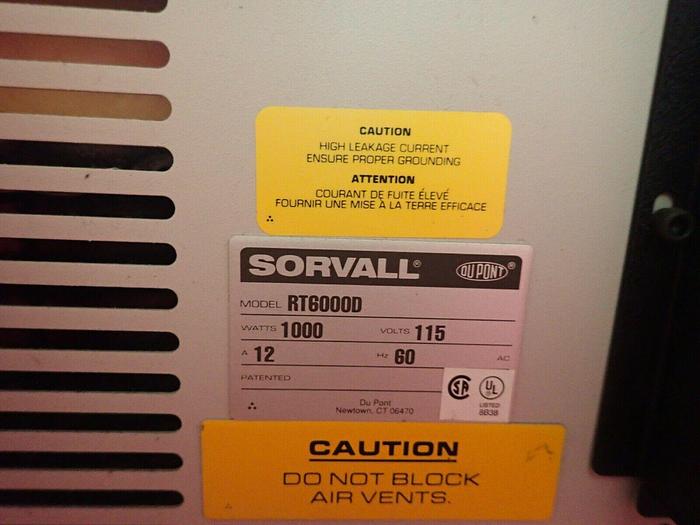 CAUTION
HIGH LEAKAGE CURRENT
ENSURE PROPER GROUNDING
ATTENTION
COURANT DE FUITE ÉLEVÉ
FOURNIR UNE MISE À LA TERRE EFFICACE
SORVALL® DU PONT®
MODEL RT6000D
WATTS 1000 VOLTS 115
A 12 Hz 60 AC
PATENTED
Du Pont
Newtown, CT 06470
CSA UL
LISTED
8B38
CAUTION
DO NOT BLOCK
AIR VENTS.